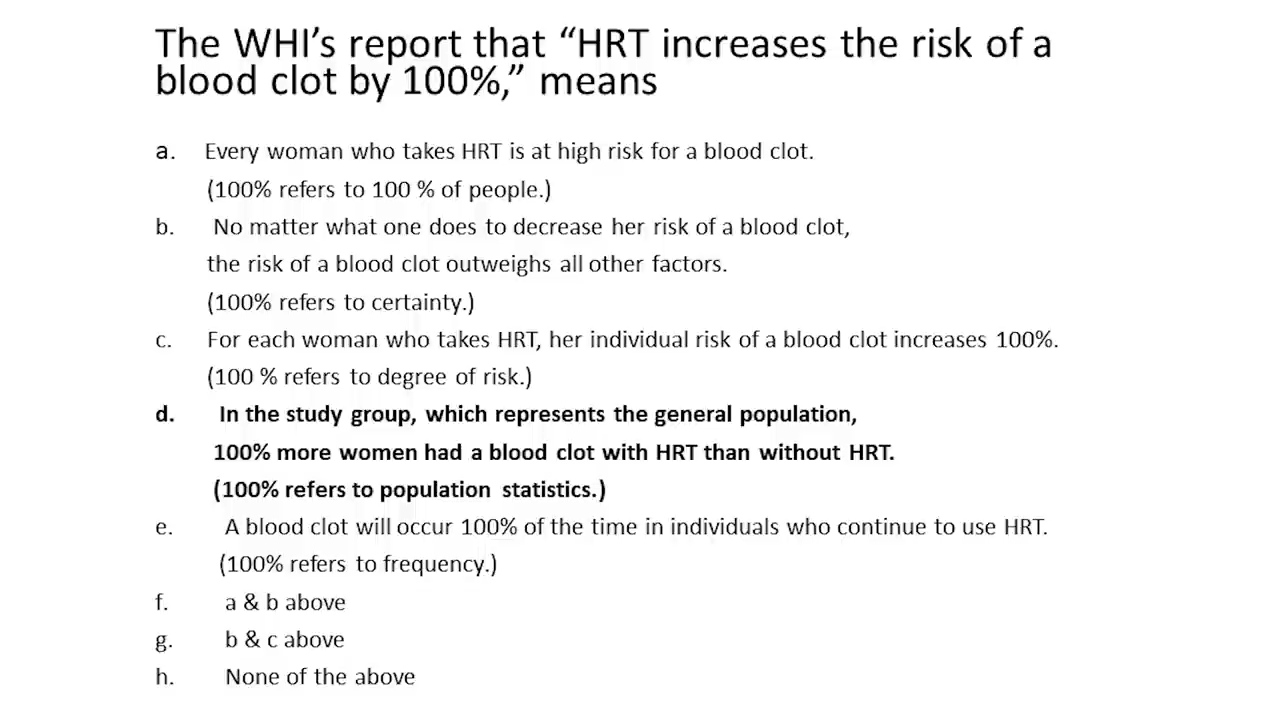 The WHI’s report that “HRT increases the risk of a
blood clot by 100%,” means
a. Every woman who takes HRT is at high risk for a blood clot.
(100% refers to 100 % of people.)
b. No matter what one does to decrease her risk of a blood clot,
the risk of a blood clot outweighs all other factors.
(100% refers to certainty.)
c. For each woman who takes HRT, her individual risk of a blood clot increases 100%.
(100 % refers to degree of risk.)
d. In the study group, which represents the general population,
100% more women had a blood clot with HRT than without HRT.
(100% refers to population statistics.)
e. A blood clot will occur 100% of the time in individuals who continue to use HRT.
(100% refers to frequency.)
f. a & b above
g. b & c above
h. None of the above